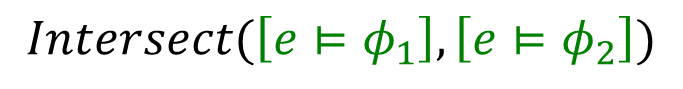 Intersect([e ⊨ ϕ₁], [e ⊨ ϕ₂])